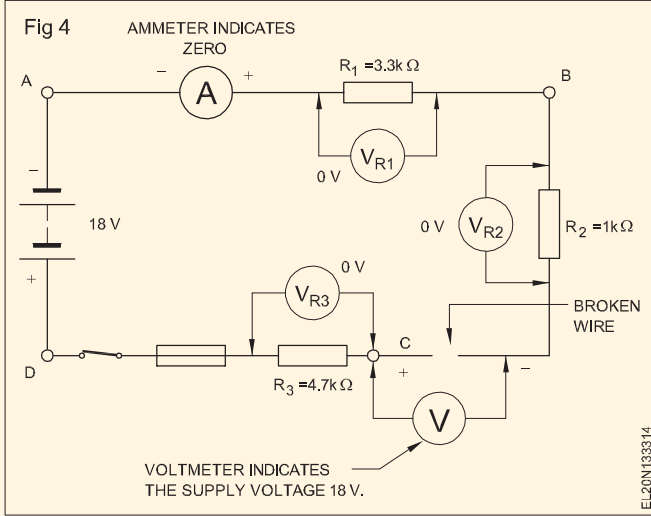 Fig 4
AMMETER INDICATES
ZERO
A
−
A
+
R1 =3.3k Ω
B
0 V
VR1
−
18 V
+
0 V
VR2
R2 =1k Ω
0 V
VR3
BROKEN
WIRE
D
R3 =4.7k Ω
C
+
−
V
VOLTMETER INDICATES
THE SUPPLY VOLTAGE 18 V.
EL20N133314